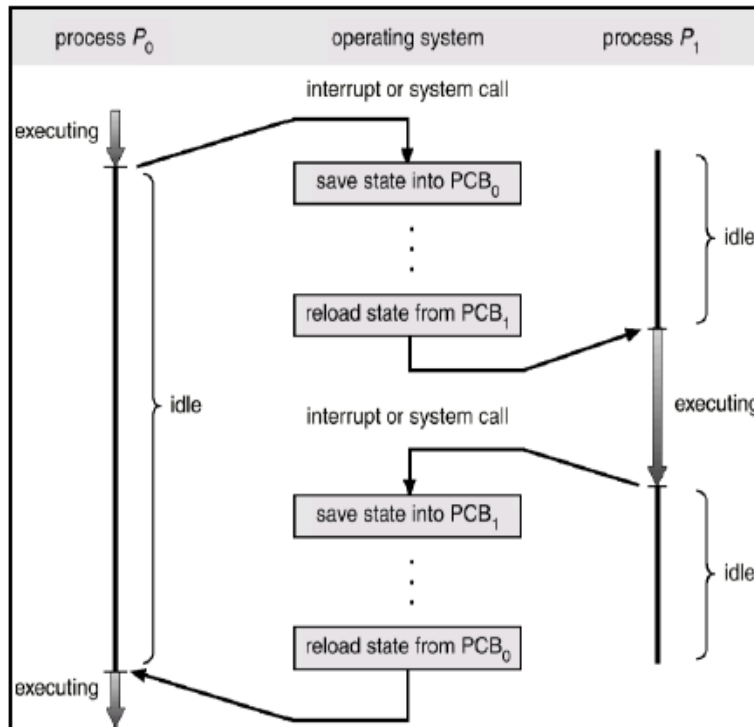 process P₀ operating system process P₁
interrupt or system call
executing
save state into PCB₀
idle
reload state from PCB₁
idle
executing
interrupt or system call
save state into PCB₁
idle
reload state from PCB₀
executing